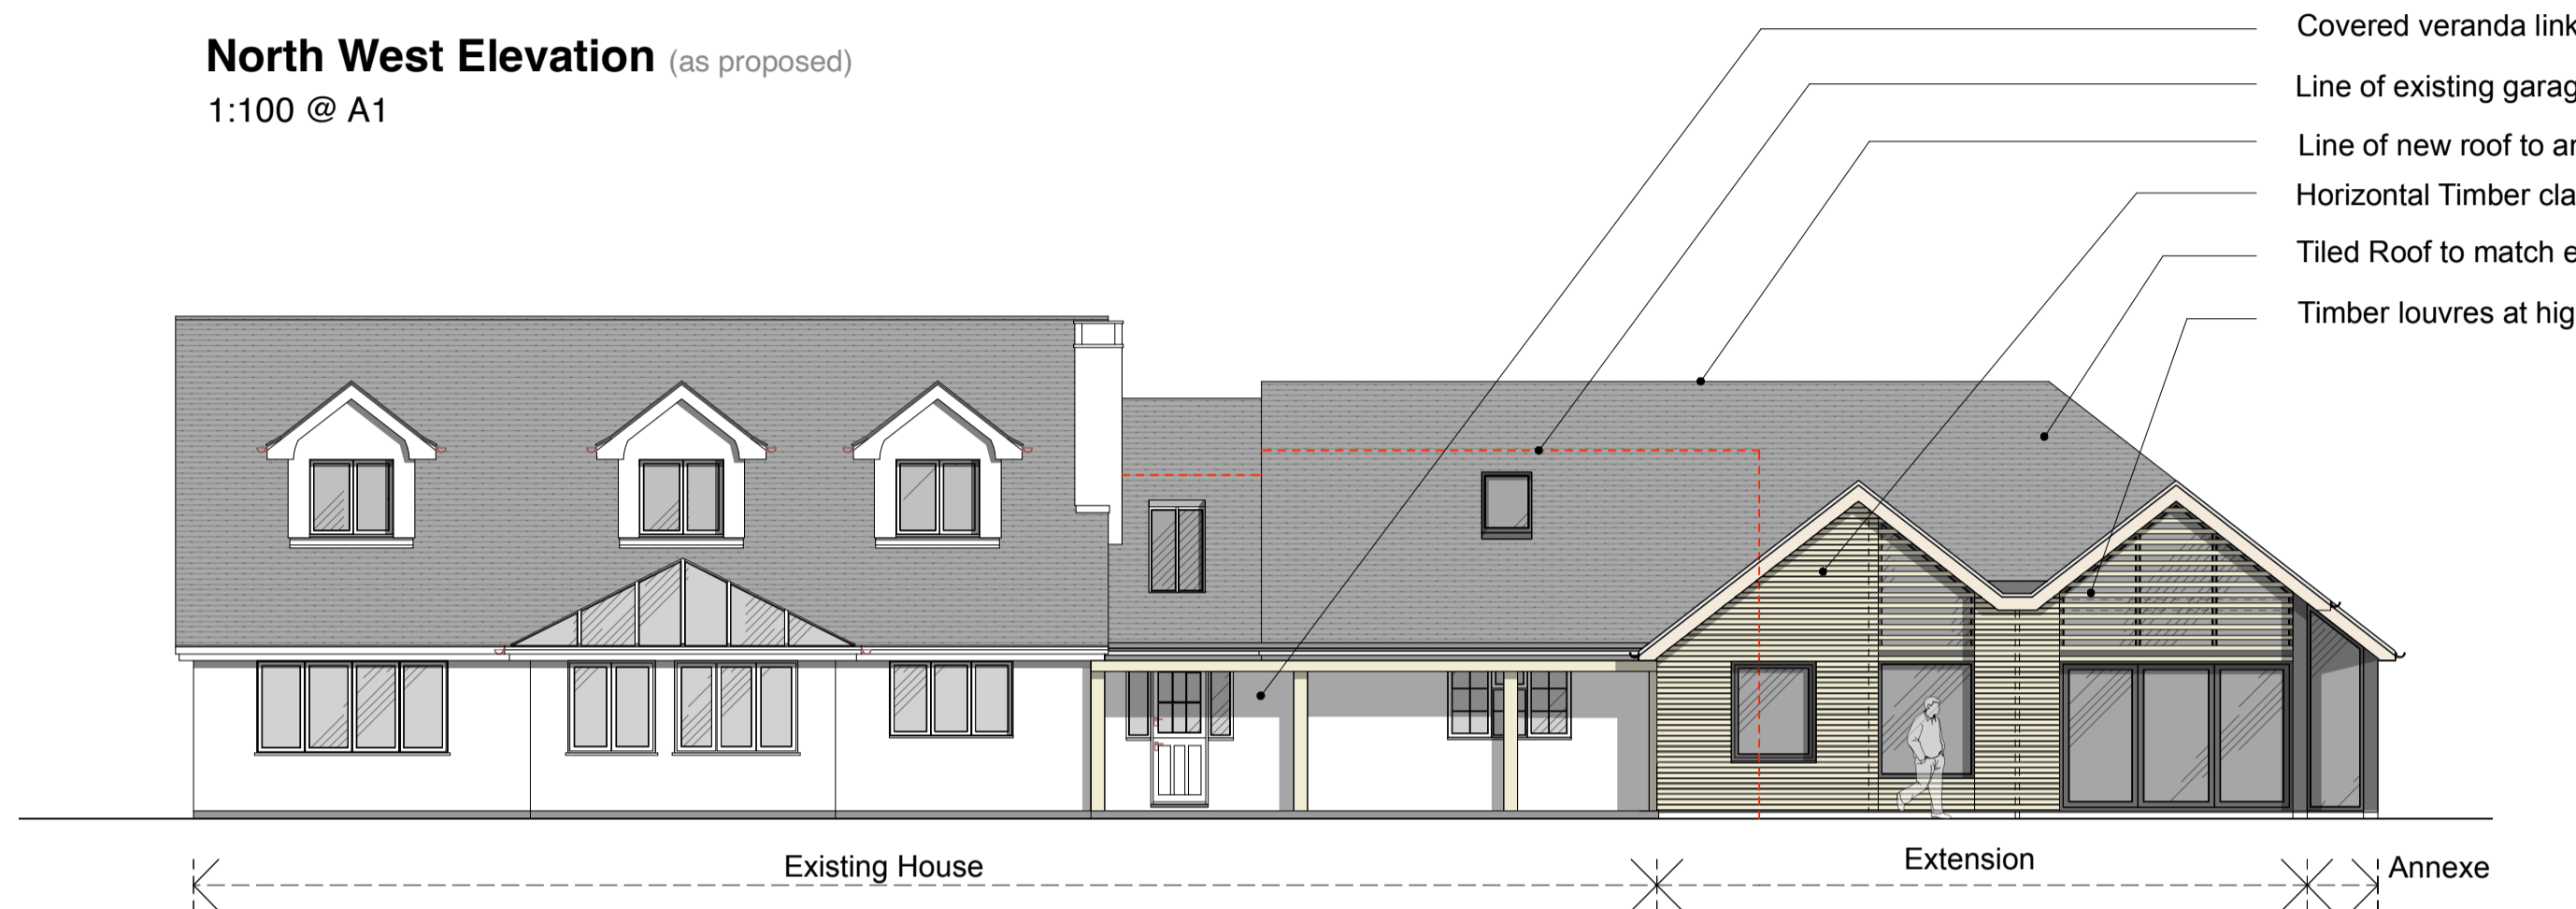 North West Elevation (as proposed)
1:100 @ A1
Covered veranda link
Line of existing garag
Line of new roof to
Horizontal Timber cla
Tiled Roof to match e
Timber louvres at hig
Existing House
Extension
Annexe